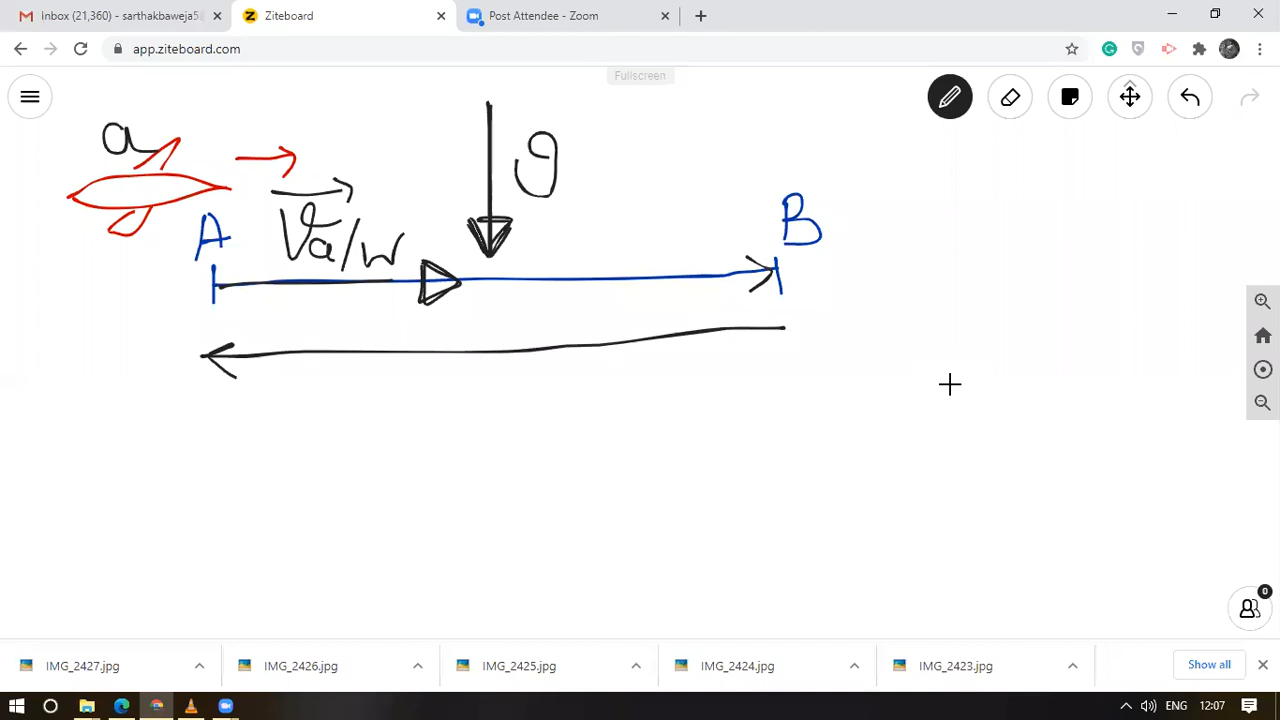 Inbox (21,360) - sarthakbaweja5
Ziteboard
Post Attendee - Zoom
app.ziteboard.com
Fullscreen
a
g
A
Va/w
B
0
IMG_2427.jpg
IMG_2426.jpg
IMG_2425.jpg
IMG_2424.jpg
IMG_2423.jpg
Show all
ENG
12:07